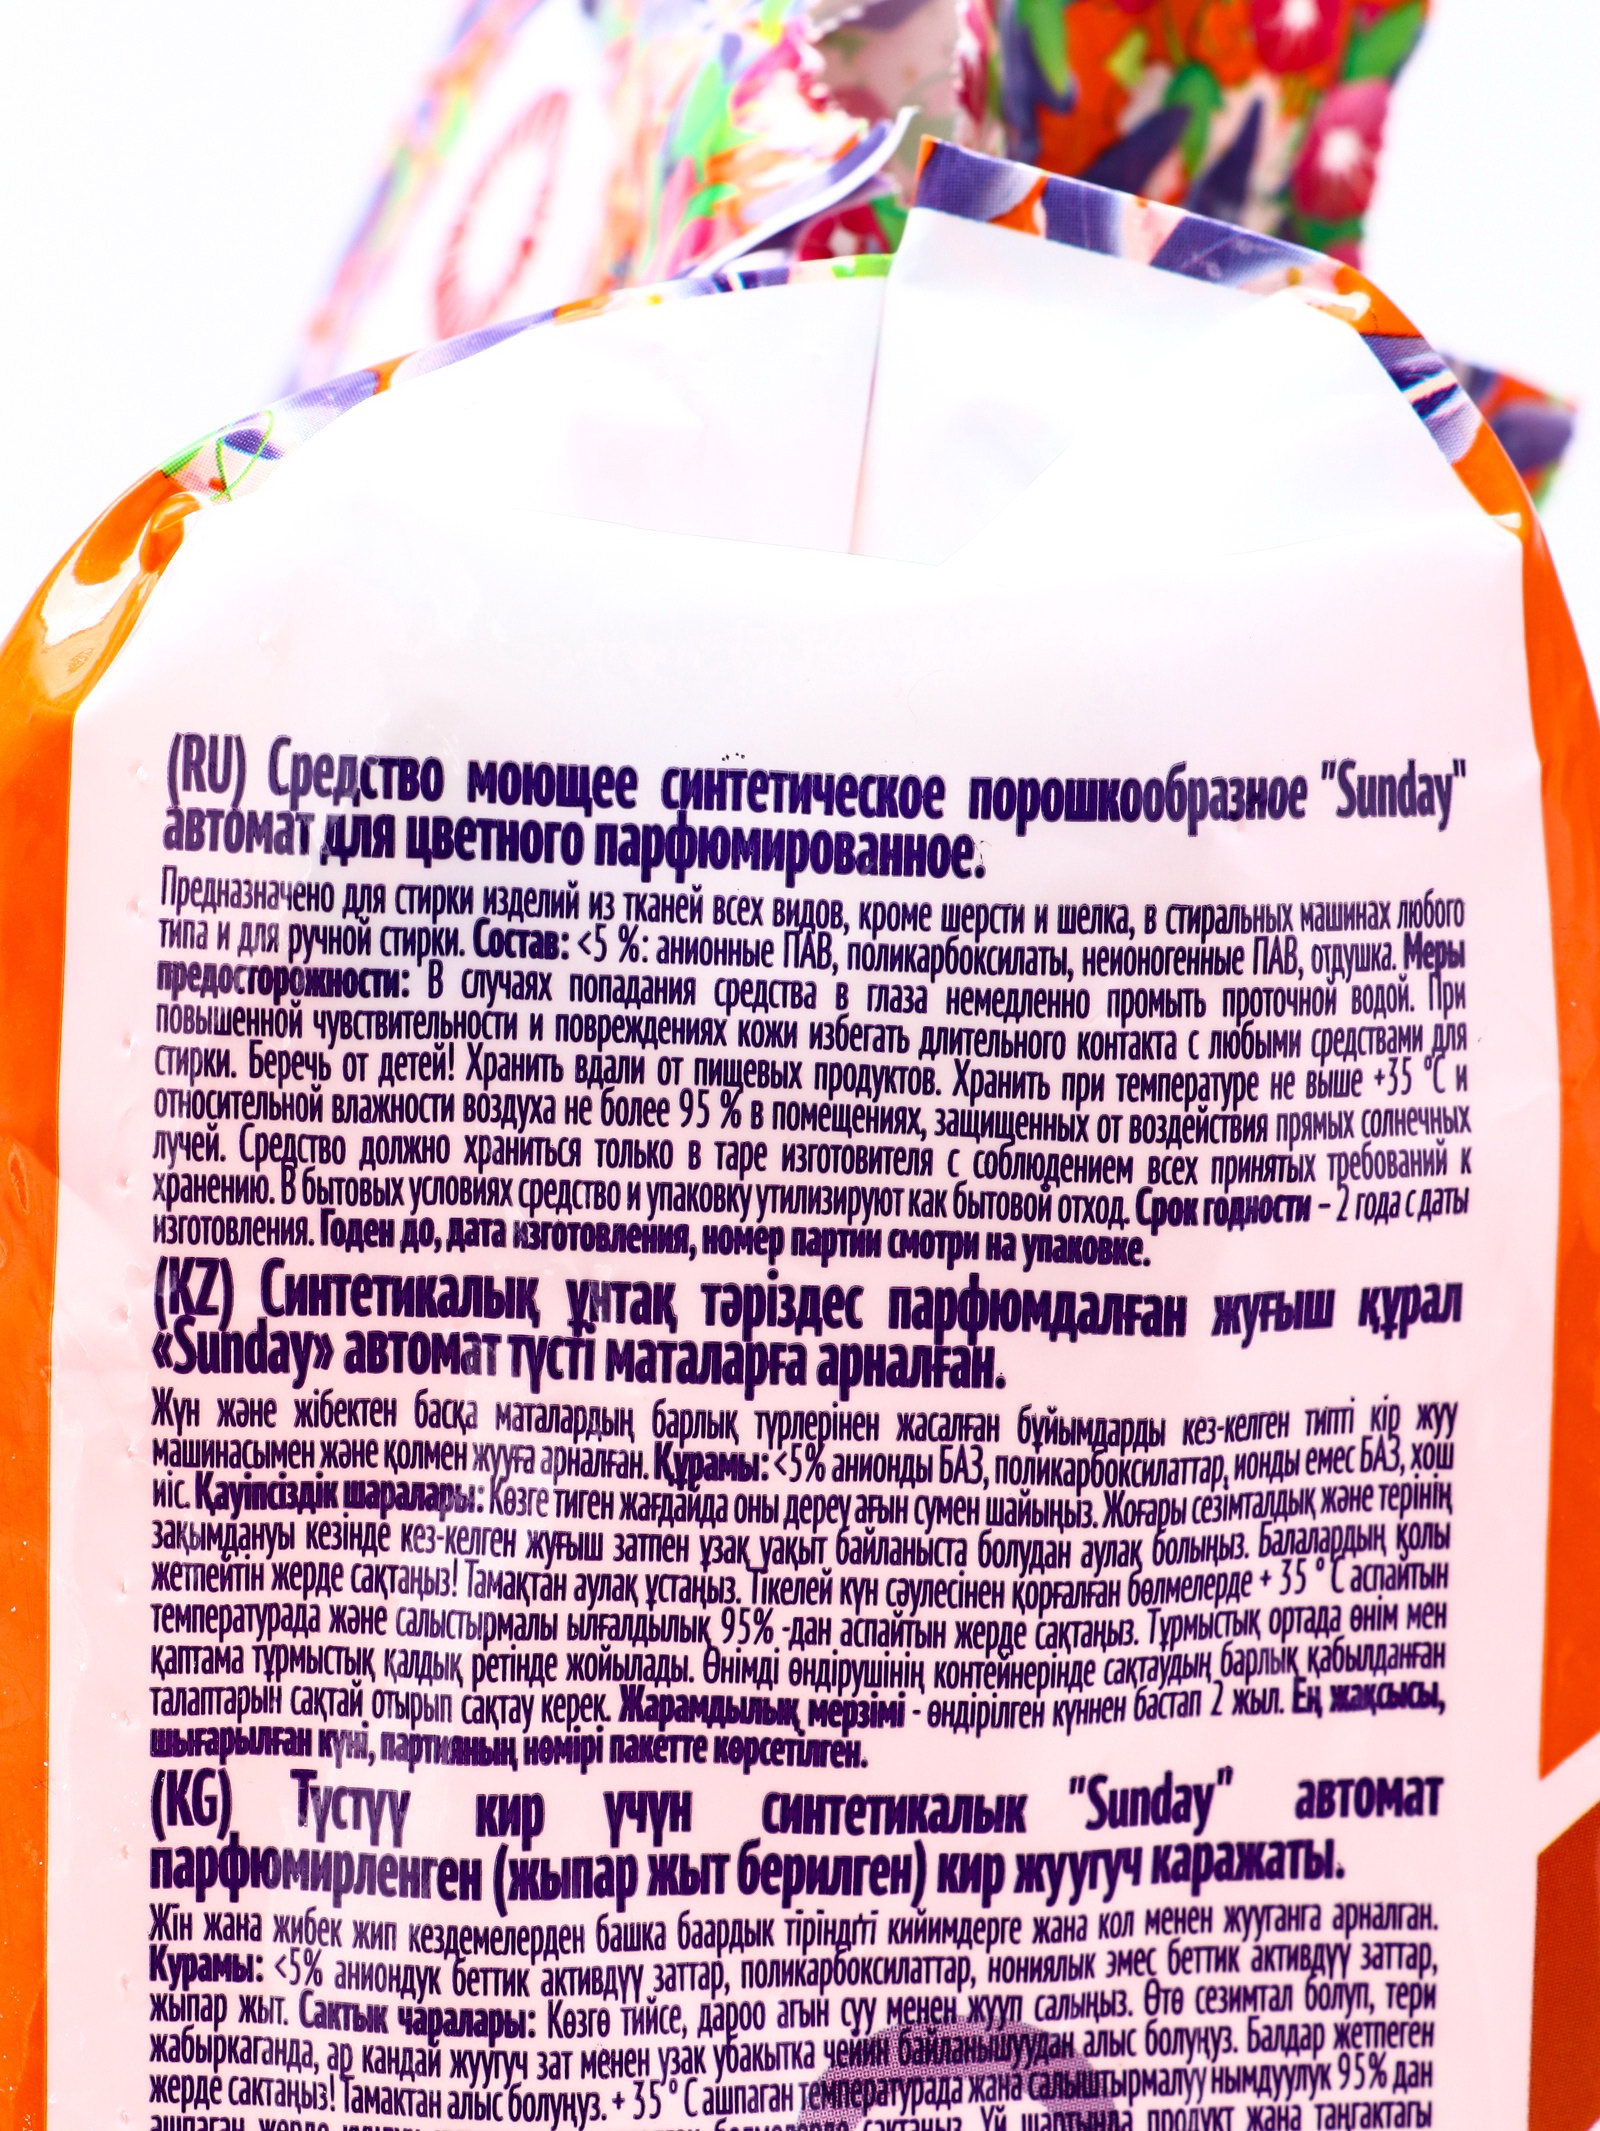 (RU) Средство моющее синтетическое порошкообразное "Sunday"
автомат для цветного парфюмированное.
Предназначено для стирки изделий из тканей всех видов, кроме шерсти и шелка, в стиральных машинах любого
типа и для ручной стирки. Состав: <5 %: анионные ПАВ, поликарбоксилаты, неионогенные ПАВ, отдушка. Меры
предосторожности: В случаях попадания средства в глаза немедленно промыть проточной водой. При
повышенной чувствительности и повреждениях кожи избегать длительного контакта с любыми средствами для
стирки. Беречь от детей! Хранить вдали от пищевых продуктов. Хранить при температуре не выше +35 °С и
относительной влажности воздуха не более 95 % в помещениях, защищенных от воздействия прямых солнечных
лучей. Средство должно храниться только в таре изготовителя с соблюдением всех принятых требований к
хранению. В бытовых условиях средство и упаковку утилизируют как бытовой отход. Срок годности – 2 года с даты
изготовления. Годен до, дата изготовления, номер партии смотри на упаковке.
(KZ) Синтетикалық ұнтақ тәріздес парфюмдалған жуғыш құрал
«Sunday» автомат түсті маталарға арналған.
Жүн және жібектен басқа маталардың барлық түрлерінен жасалған бұйымдарды кез-келген типті кір жуу
машинасымен және қолмен жууға арналған. Құрамы: <5% анионды БАЗ, поликарбоксилаттар, ионды емес БАЗ, хош
иіс. Қауіпсіздік шаралары: Көзге тиген жағдайда оны дереу ағын сумен шайыңыз. Жоғары сезімталдық және терінің
зақымдануы кезінде кез-келген жуғыш затпен ұзақ уақыт байланыста болудан аулақ болыңыз. Балалардың қолы
жетпейтін жерде сақтаңыз! Тамақтан аулақ ұстаңыз. Тікелей күн сәулесінен қорғалған бөлмелерде + 35 ° С аспайтын
температурада және салыстырмалы ылғалдылық 95% -дан аспайтын жерде сақтаңыз. Тұрмыстық ортада өнім мен
қаптама тұрмыстық қалдық ретінде жойылады. Өнімді өндірушінің контейнерінде сақтаудың барлық қабылданған
талаптарын сақтай отырып сақтау керек. Жарамдылық мерзімі - өндірілген күннен бастап 2 жыл. Ең жақсысы,
шығарылған күні, партияның нөмірі пакетте көрсетілген.
(KG) Түстүү кир үчүн синтетикалык "Sunday" автомат
парфюмирленген (жыпар жыт берилген) кир жуугуч каражаты.
Жін жана жибек жип кездемелерден башка баардык тіріндґті кийимдерге жана кол менен жууганга арналган.
Курамы: <5% аниондук беттик активдүү заттар, поликарбоксилаттар, нониялык эмес беттик активдүү заттар,
жыпар жыт. Сактык чаралары: Көзгө тийсе, дароо агын суу менен жууп салыңыз. Өтө сезимтал болуп, тери
жабыркаганда, ар кандай жуугуч зат менен узак убакытка чейин байланышуудан алыс болуңуз. Балдар жетпеген
жерде сактаңыз! Тамактан алыс болуңуз. + 35 ° С ашпаган температурада жана салыштырмалуу нымдуулук 95% дан
ашпаган жерде бөлмелерде сактаңыз. Үй шартында продукт жана таңгактагы